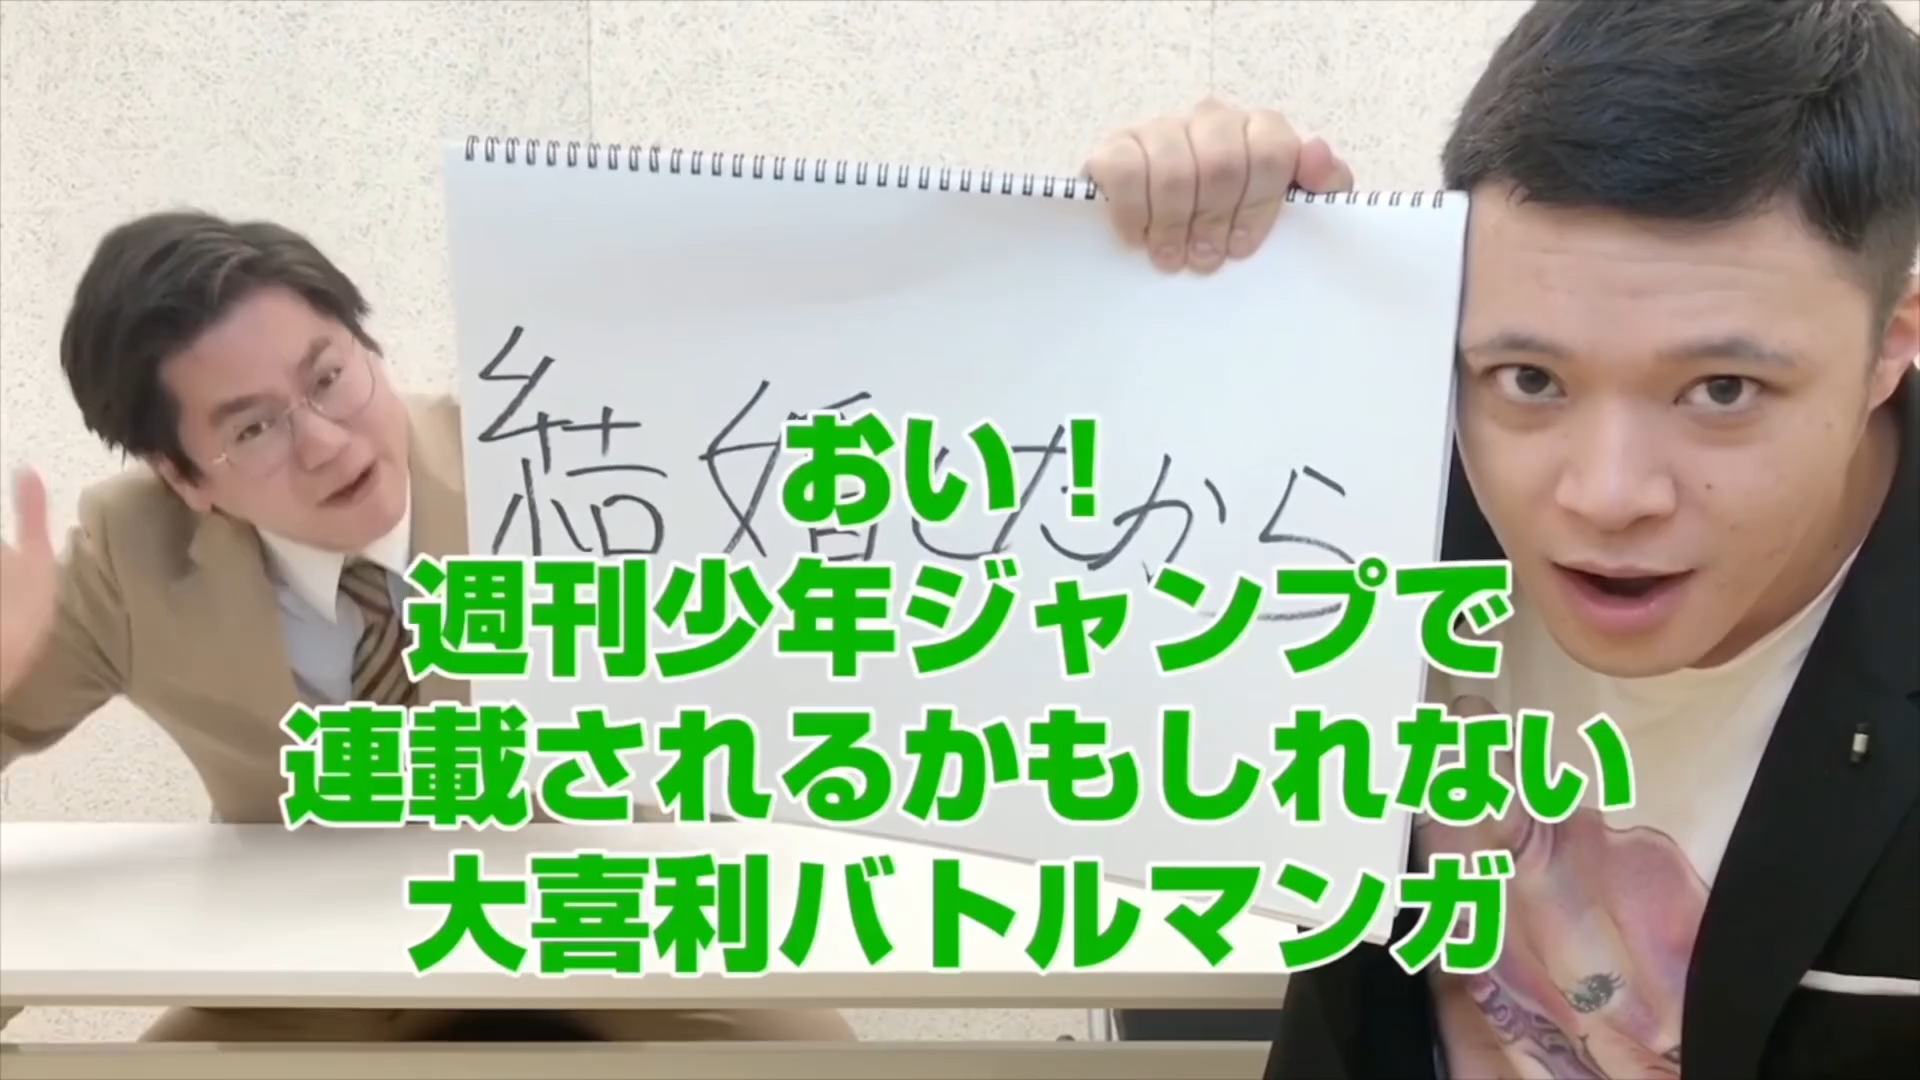 結婚したから
おい！
週刊少年ジャンプで
連載されるかもしれない
大喜利バトルマンガ